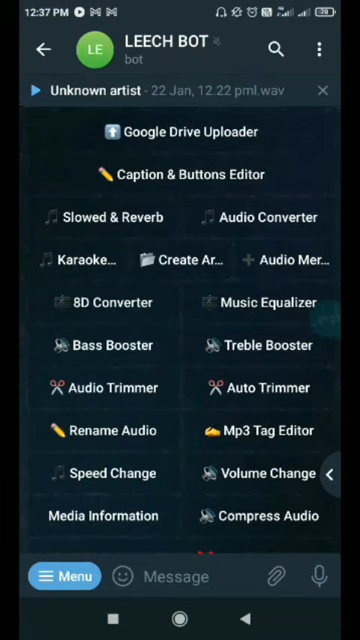 12:37 PM
78
LE
LEECH BOT
bot
Unknown artist - 22 Jan, 12.22 pml.wav
Google Drive Uploader
Caption & Buttons Editor
Slowed & Reverb
Audio Converter
Karaoke...
Create Ar...
Audio Mer...
8D Converter
Music Equalizer
Bass Booster
Treble Booster
Audio Trimmer
Auto Trimmer
Rename Audio
Mp3 Tag Editor
Speed Change
Volume Change
Media Information
Compress Audio
Menu
Message